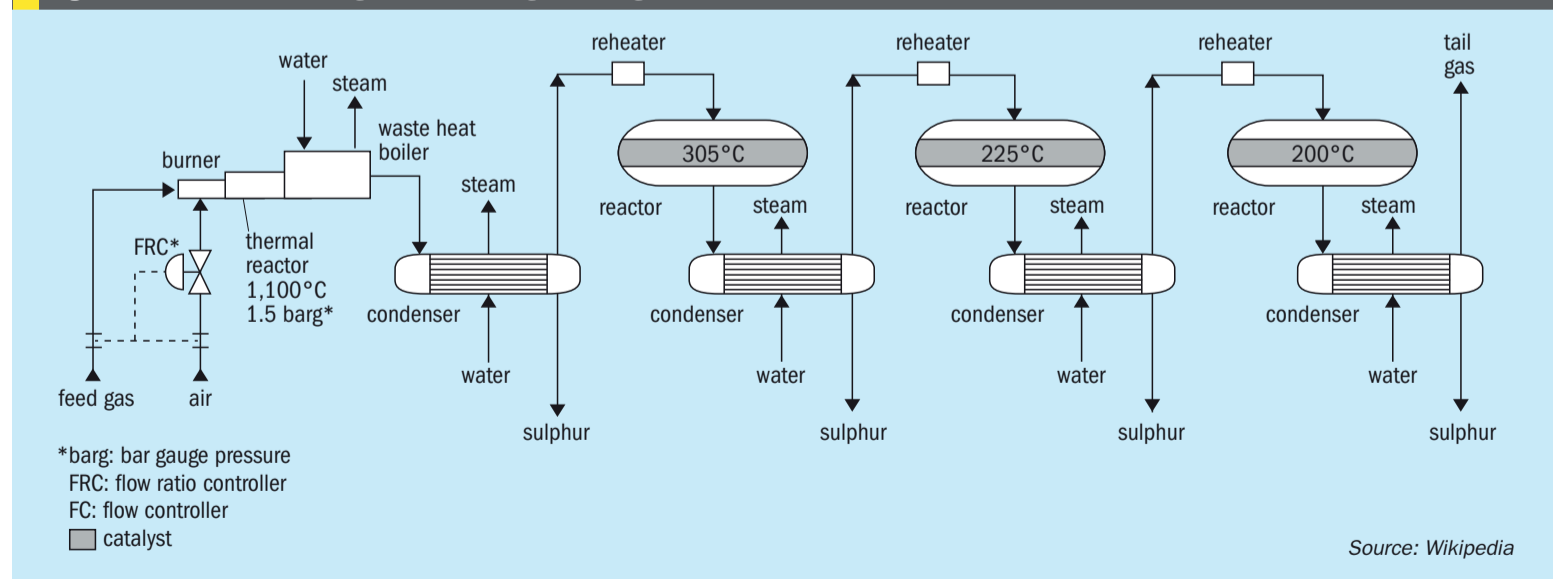 reheater
reheater
reheater
tail
gas
water
steam
waste heat
boiler
burner
305°C
225°C
200°C
steam
reactor
steam
reactor
steam
reactor
steam
FRC*
thermal
reactor
1,100°C
1.5 barg*
condenser
condenser
condenser
condenser
water
water
water
water
feed gas
air
sulphur
sulphur
sulphur
sulphur
*barg: bar gauge pressure
FRC: flow ratio controller
FC: flow controller
catalyst
Source: Wikipedia